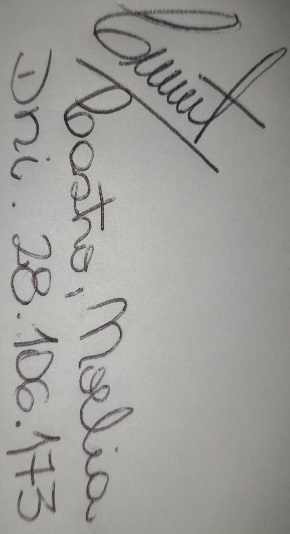 Castro, Noelia
Dni. 28.106.173